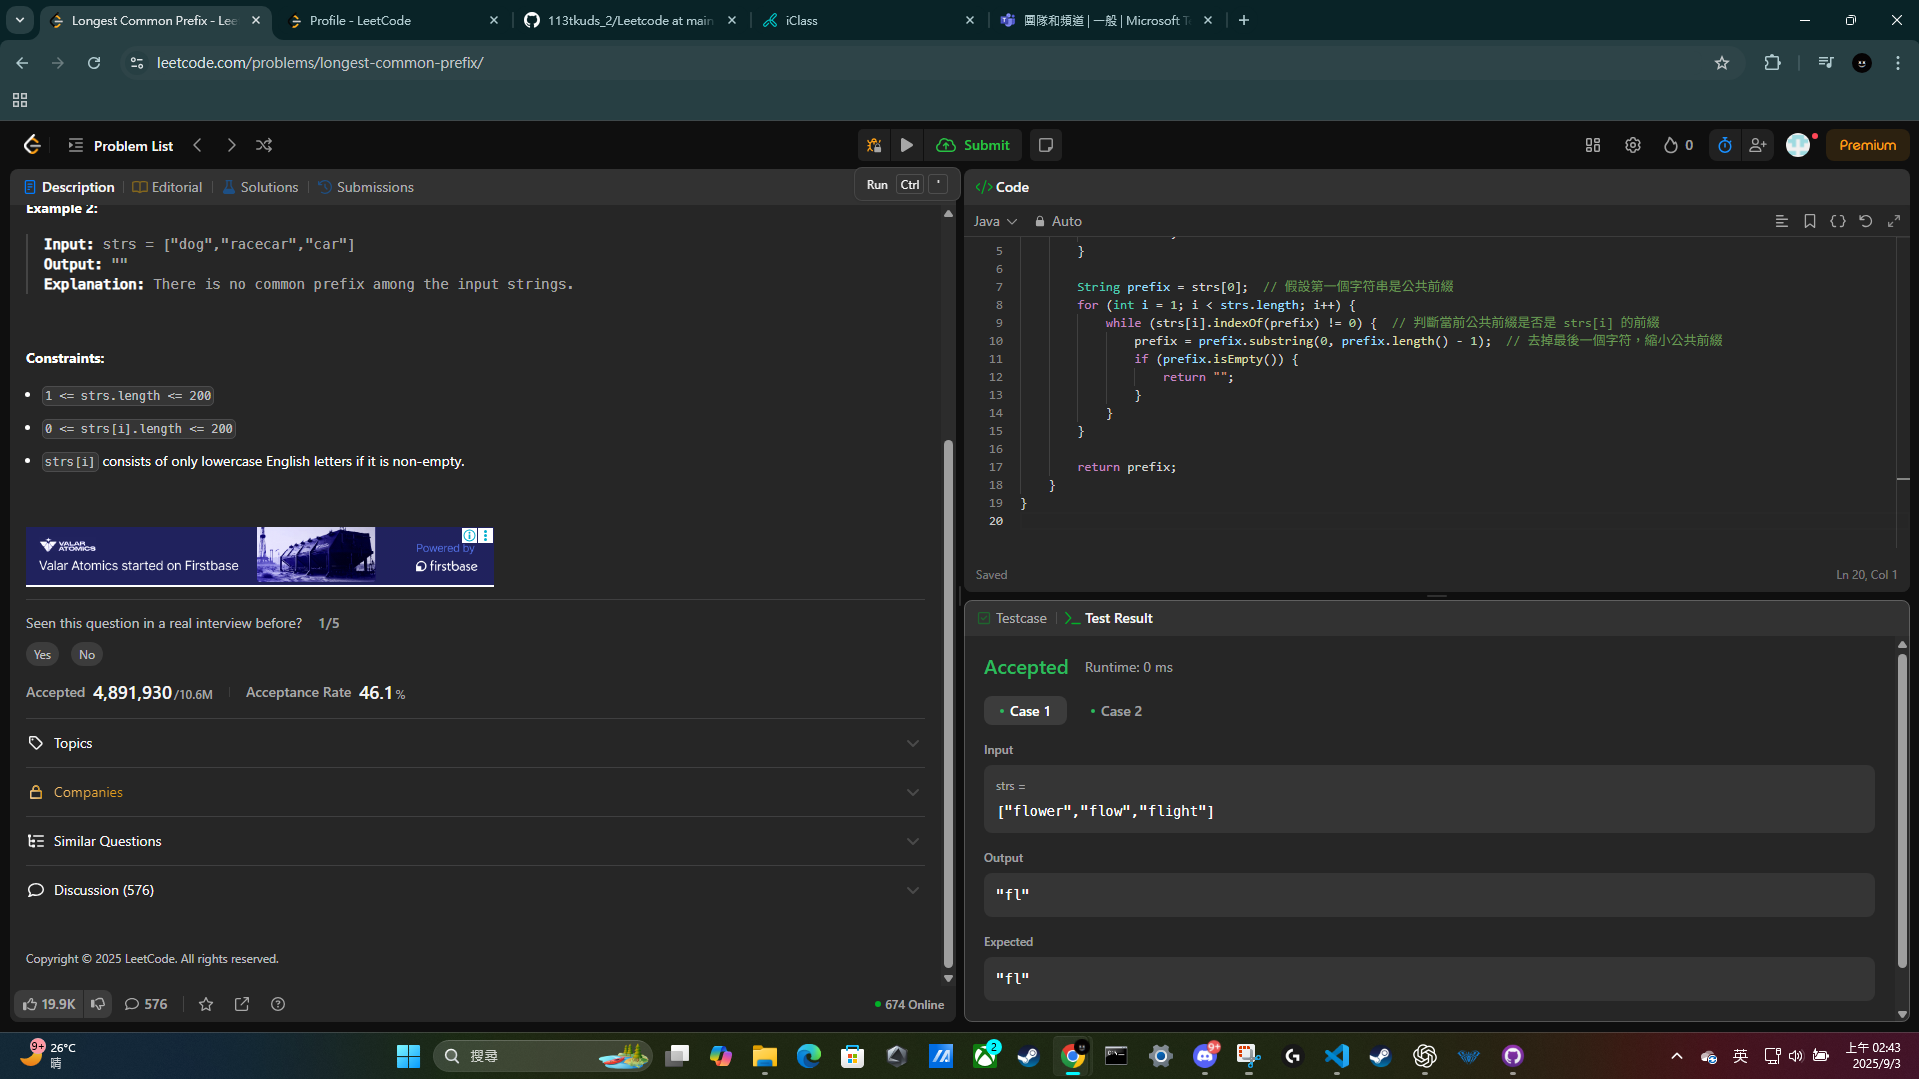 Longest Common Prefix - Lee
Profile - LeetCode
113tkuds_2/Leetcode at main
iClass
團隊和頻道 | 一般 | Microsoft Te
leetcode.com/problems/longest-common-prefix/
Problem List
Submit
0
Premium
Description
Editorial
Solutions
Submissions
Run Ctrl '
Example 2:
Input: strs = ["dog","racecar","car"]
Output: ""
Explanation: There is no common prefix among the input strings.
Constraints:
1 <= strs.length <= 200
0 <= strs[i].length <= 200
strs[i] consists of only lowercase English letters if it is non-empty.
VALAR ATOMICS
Valar Atomics started on Firstbase
Powered by
firstbase
Seen this question in a real interview before? 1/5
Yes No
Accepted 4,891,930/10.6M Acceptance Rate 46.1%
Topics
Companies
Similar Questions
Discussion (576)
Copyright © 2025 LeetCode. All rights reserved.
19.9K 576
674 Online
</> Code
Java Auto
5 }
6
7 String prefix = strs[0]; // 假設第一個字符串是公共前綴
8 for (int i = 1; i < strs.length; i++) {
9 while (strs[i].indexOf(prefix) != 0) { // 判斷當前公共前綴是否是 strs[i] 的前綴
10 prefix = prefix.substring(0, prefix.length() - 1); // 去掉最後一個字符，縮小公共前綴
11 if (prefix.isEmpty()) {
12 return "";
13 }
14 }
15 }
16
17 return prefix;
18 }
19 }
20
Saved
Ln 20, Col 1
Testcase
Test Result
Accepted Runtime: 0 ms
Case 1 Case 2
Input
strs =
["flower","flow","flight"]
Output
"fl"
Expected
"fl"
9+
26°C
晴
搜尋
2
9+
英
上午 02:43
2025/9/3